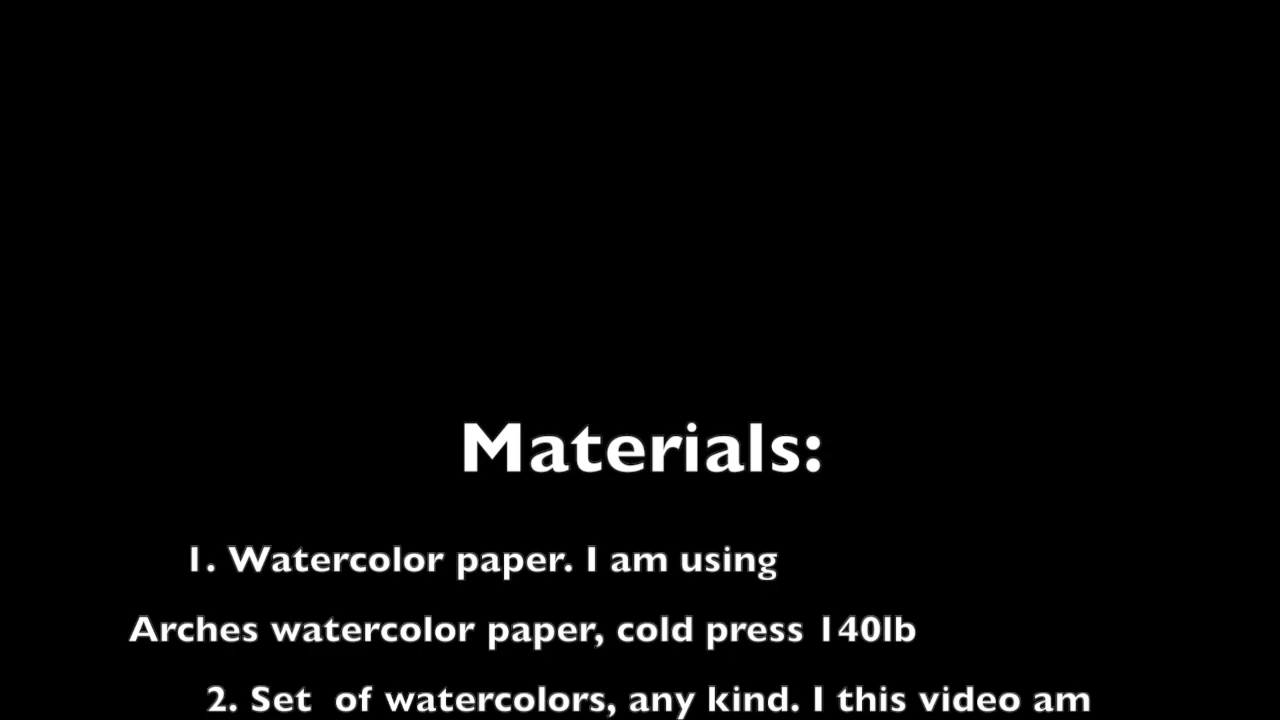 Materials:
1. Watercolor paper. I am using
Arches watercolor paper, cold press 140lb
2. Set  of watercolors, any kind. I this video am